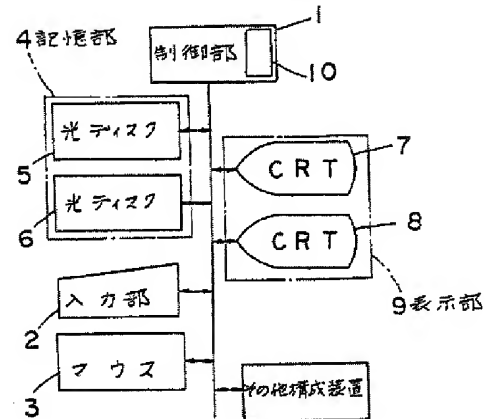 1
4記憶部
制御部
10
光ディスク
5
7
CRT
光ディスク
6
8
CRT
入力部
2
9表示部
マウス
3
その他構成装置